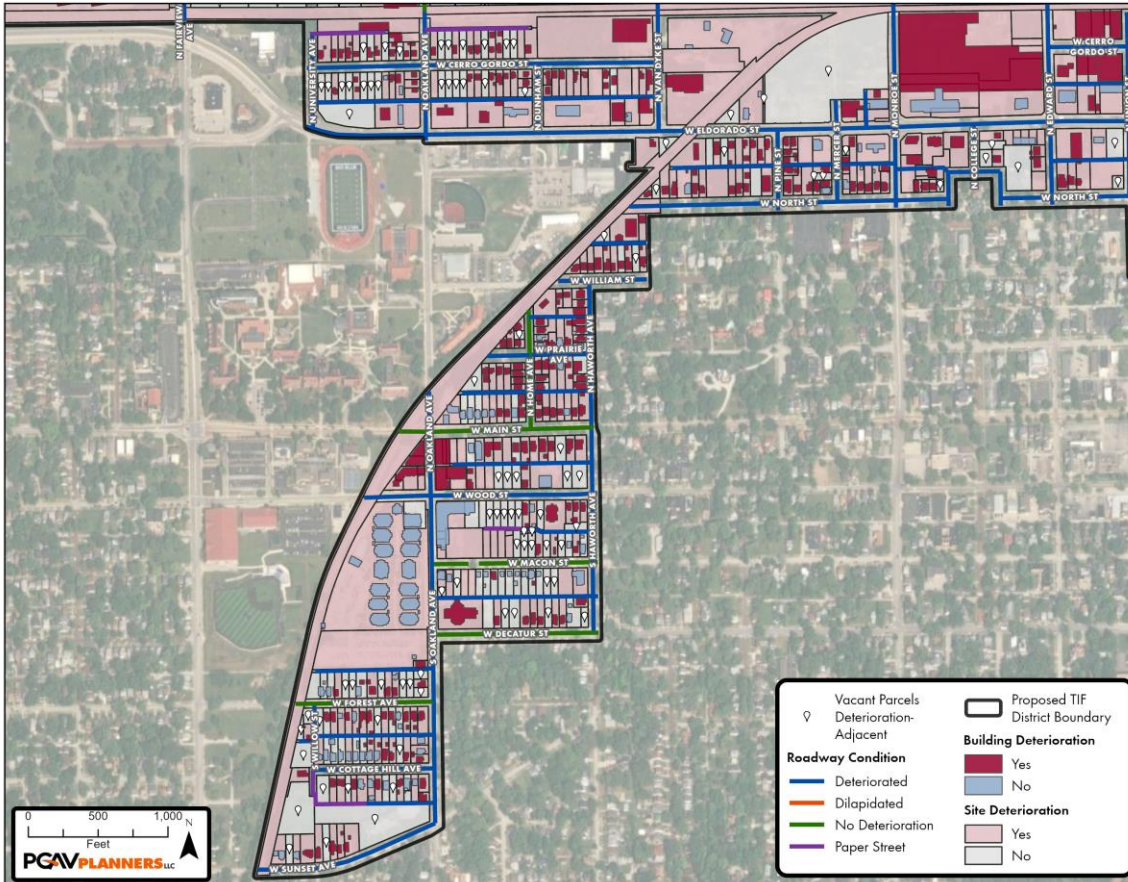 N FAIRVIEW
AVE
N UNIVERSITY AVE
N OAKLAND AVE
W CERRO GORDO ST
N DUNHAM ST
N VAN DYKE ST
W ELDORADO ST
N PINE ST
N MERCER ST
N MONROE ST
N COLLEGE ST
N EDWARD ST
W CERRO
GORDO ST
W NORTH ST
W NORTH ST
W WILLIAM ST
N HAWORTH AVE
W PRAIRIE
AVE
N HOME AVE
W MAIN ST
N OAKLAND AVE
W WOOD ST
S HAWORTH AVE
W MACON ST
S OAKLAND AVE
W DECATUR ST
W FOREST AVE
S WILLOW ST
W COTTAGE HILL AVE
W SUNSET AVE
0 500 1,000
Feet
N
PGAV PLANNERS LLC
Vacant Parcels
Deterioration-
Adjacent
Roadway Condition
Deteriorated
Dilapidated
No Deterioration
Paper Street
Proposed TIF
District Boundary
Building Deterioration
Yes
No
Site Deterioration
Yes
No